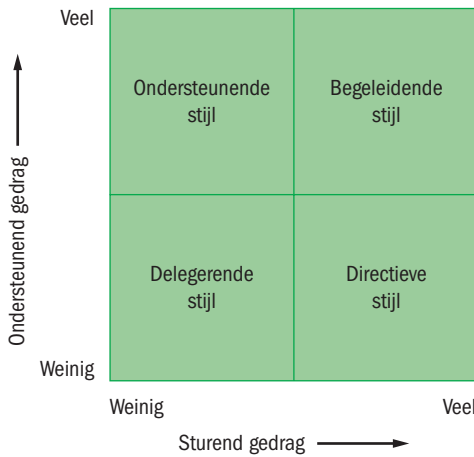 Veel
Ondersteunende
stijl
Begeleidende
stijl
Ondersteunend gedrag
Delegerende
stijl
Directieve
stijl
Weinig
Weinig
Veel
Sturend gedrag